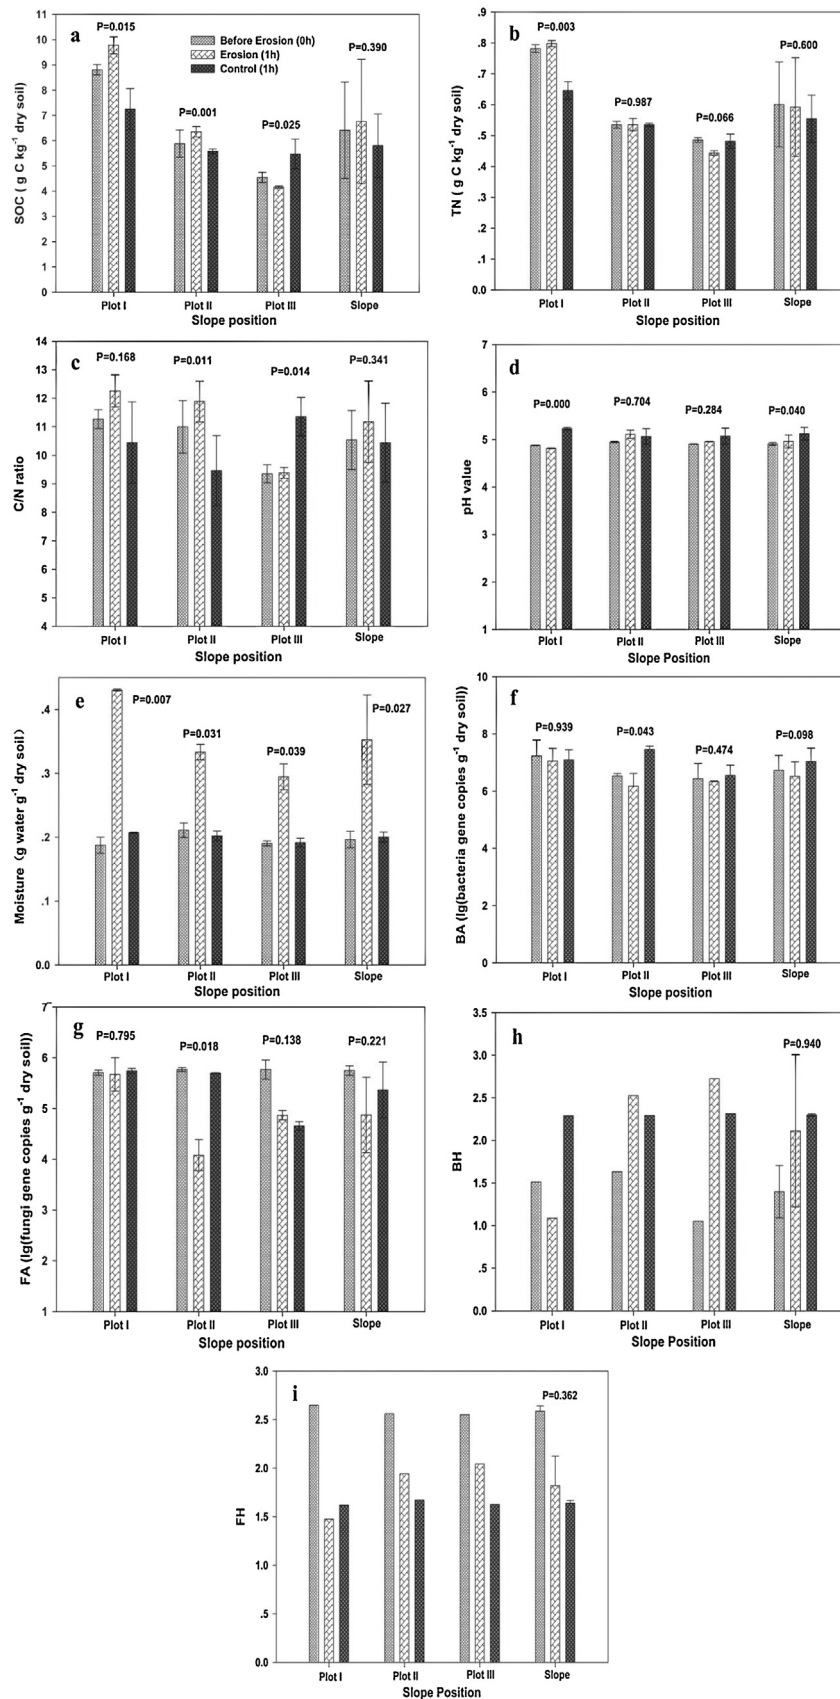 a
P=0.015
Before Erosion (0h)
Erosion (1h)
Control (1h)
P=0.390
P=0.001
P=0.025
SOC ( g C kg-1 dry soil)
11
10
9
8
7
6
5
4
3
2
1
0
Plot I
Plot II
Plot III
Slope
Slope position
b
P=0.003
P=0.600
P=0.987
P=0.066
TN ( g C kg-1 dry soil)
.9
.8
.7
.6
.5
.4
.3
.2
.1
0.0
Plot I
Plot II
Plot III
Slope
Slope position
c
P=0.168
P=0.011
P=0.014
P=0.341
C/N ratio
14
13
12
11
10
9
8
7
6
5
4
Plot I
Plot II
Plot III
Slope
Slope position
d
P=0.000
P=0.704
P=0.284
P=0.040
pH value
7
6
5
4
3
2
1
Plot I
Plot II
Plot III
Slope
Slope Position
e
P=0.007
P=0.031
P=0.039
P=0.027
Moisture (g water g-1 dry soil)
.4
.3
.2
.1
0.0
Plot I
Plot II
Plot III
Slope
Slope position
f
P=0.939
P=0.043
P=0.474
P=0.098
BA (lg(bacteria gene copies g-1 dry soil))
10
8
6
4
2
0
Plot I
Plot II
Plot III
Slope
Slope position
g
P=0.795
P=0.018
P=0.138
P=0.221
FA (lg(fungi gene copies g-1 dry soil))
6
5
4
3
2
1
Plot I
Plot II
Plot III
Slope
Slope position
h
P=0.940
BH
3.5
3.0
2.5
2.0
1.5
1.0
.5
0.0
Plot I
Plot II
Plot III
Slope
Slope Position
i
P=0.362
FH
3.0
2.5
2.0
1.5
1.0
.5
0.0
Plot I
Plot II
Plot III
Slope
Slope Position